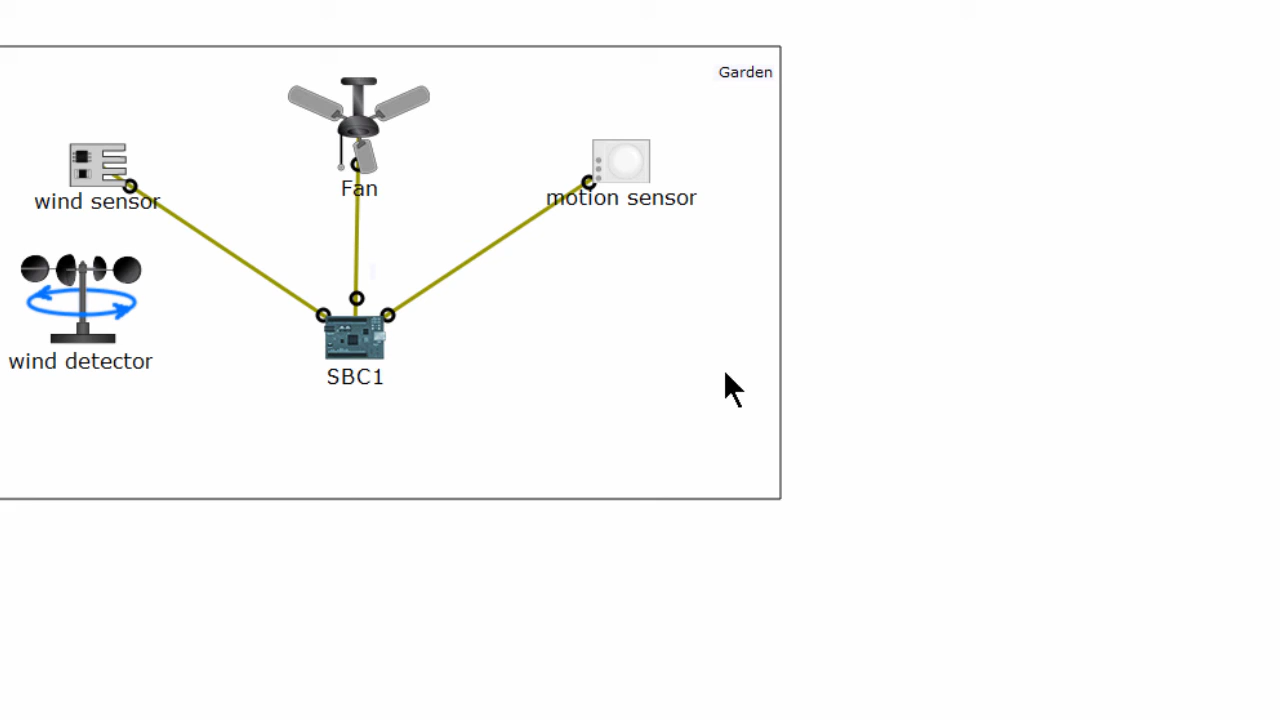 Garden
Fan
wind sensor
motion sensor
wind detector
SBC1